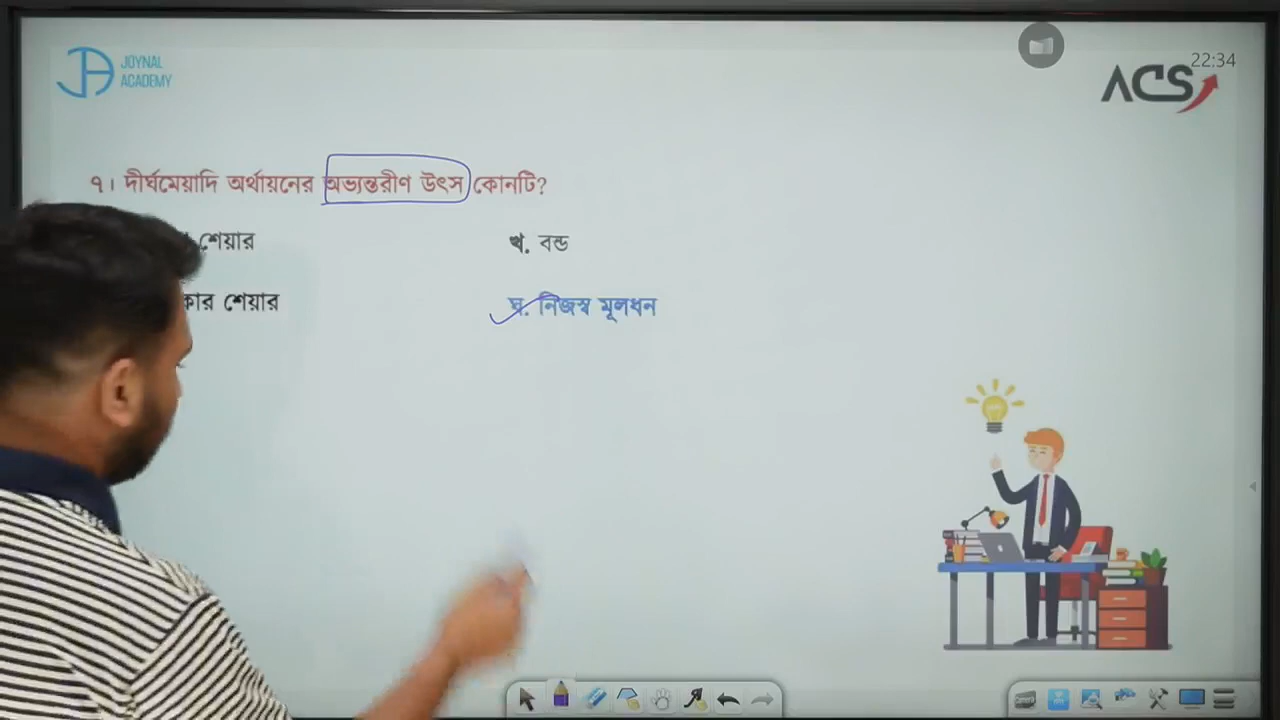 JOYNAL
ACADEMY
22:34
ACS
৭। দীর্ঘমেয়াদি অর্থায়নের অভ্যন্তরীণ উৎস কোনটি?
শেয়ার
খ. বন্ড
শেয়ার
ঘ. নিজস্ব মূলধন